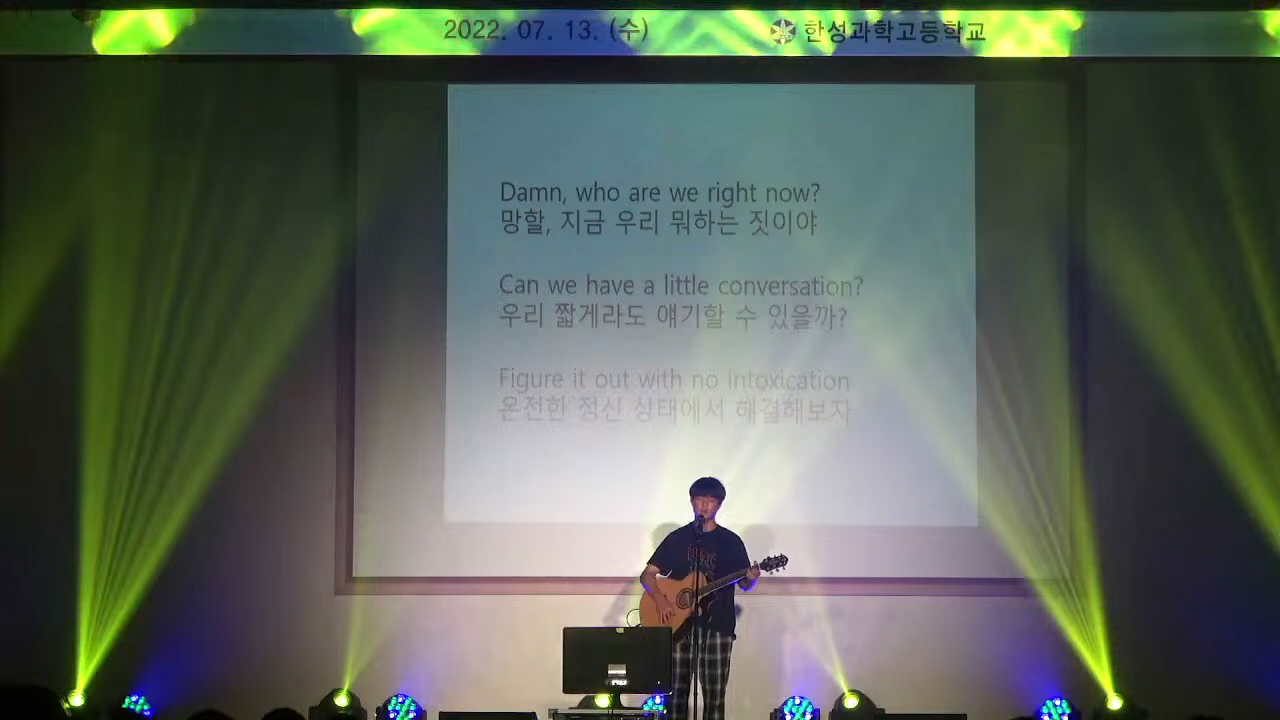 2022. 07. 13. (수) 한성과학고등학교
Damn, who are we right now?
망할, 지금 우리 뭐하는 짓이야
Can we have a little conversation?
우리 짧게라도 얘기할 수 있을까?
Figure it out with no intoxication
온전한 정신 상태에서 해결해보자